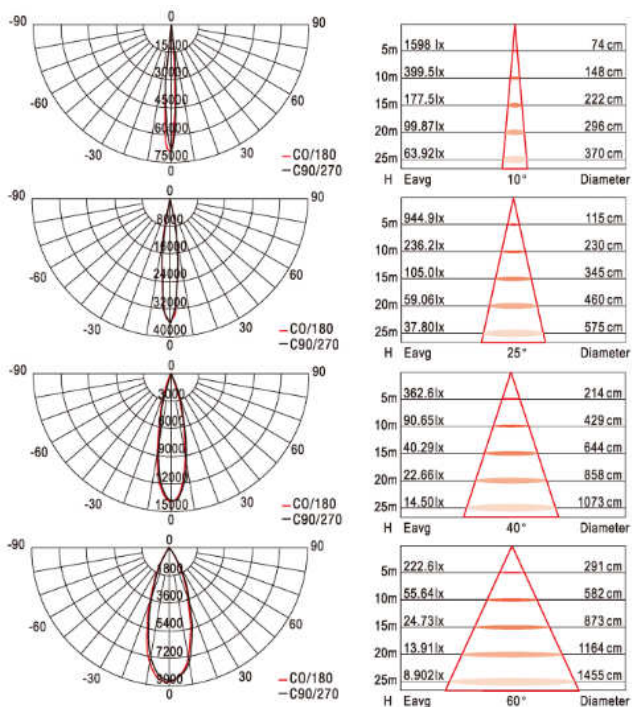 0
-90 90
15000
30000
-60 45000 60
60000
-30 30
75000
0
CO/180
C90/270
5m 1598 lx 74 cm
10m 399.5lx 148 cm
15m 177.5lx 222 cm
20m 99.87lx 296 cm
25m 63.92lx 370 cm
H Eavg 10° Diameter
0
-90 90
8000
16000
-60 24000 60
32000
-30 30
40000
0
CO/180
C90/270
5m 944.9lx 115 cm
10m 236.2lx 230 cm
15m 105.0lx 345 cm
20m 59.06lx 460 cm
25m 37.80lx 575 cm
H Eavg 25° Diameter
0
-90 90
3000
6000
-60 9000 60
12000
-30 30
15000
0
CO/180
C90/270
5m 362.6lx 214 cm
10m 90.65lx 429 cm
15m 40.29lx 644 cm
20m 22.66lx 858 cm
25m 14.50lx 1073 cm
H Eavg 40° Diameter
0
-90 90
1800
3600
-60 5400 60
7200
-30 30
9000
0
CO/180
C90/270
5m 222.6lx 291 cm
10m 55.64lx 582 cm
15m 24.73lx 873 cm
20m 13.91lx 1164 cm
25m 8.902lx 1455 cm
H Eavg 60° Diameter